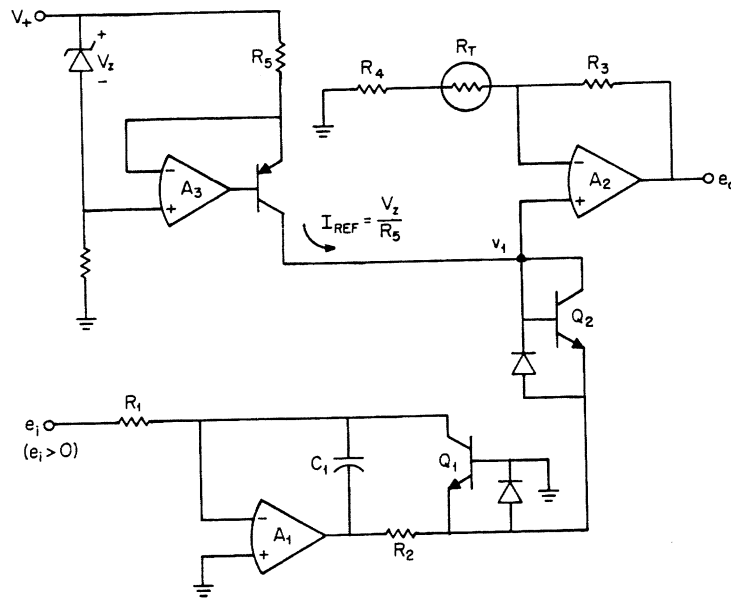 V+
+
Vz
−
R5
R4
RT
R3
−
A3
+
−
A2
+
eo
IREF = Vz
R5
v1
Q2
R1
ei
(ei > 0)
C1
Q1
−
A1
+
R2